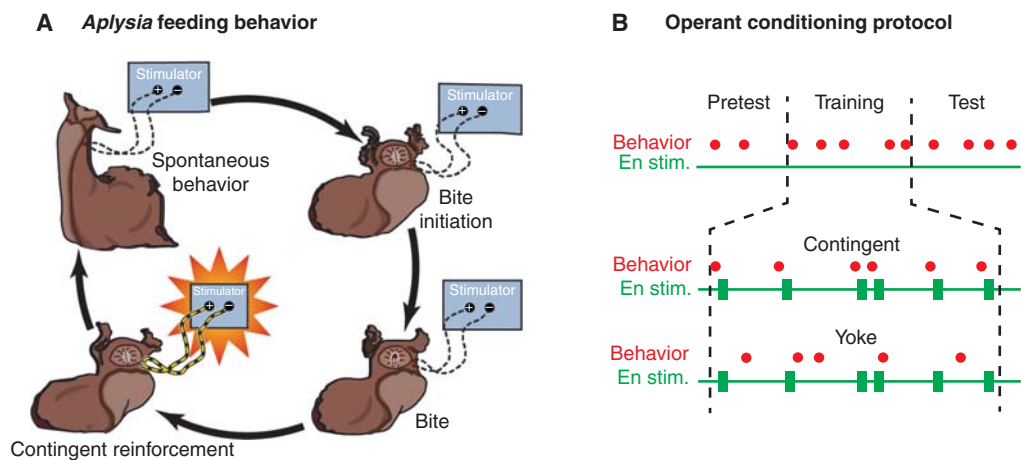 A Aplysia feeding behavior
Stimulator
+ −
Spontaneous
behavior
Stimulator
+ −
Bite
initiation
Stimulator
+ −
Bite
Stimulator
+ −
Contingent reinforcement
B Operant conditioning protocol
Pretest Training Test
Behavior
En stim.
Contingent
Behavior
En stim.
Yoke
Behavior
En stim.